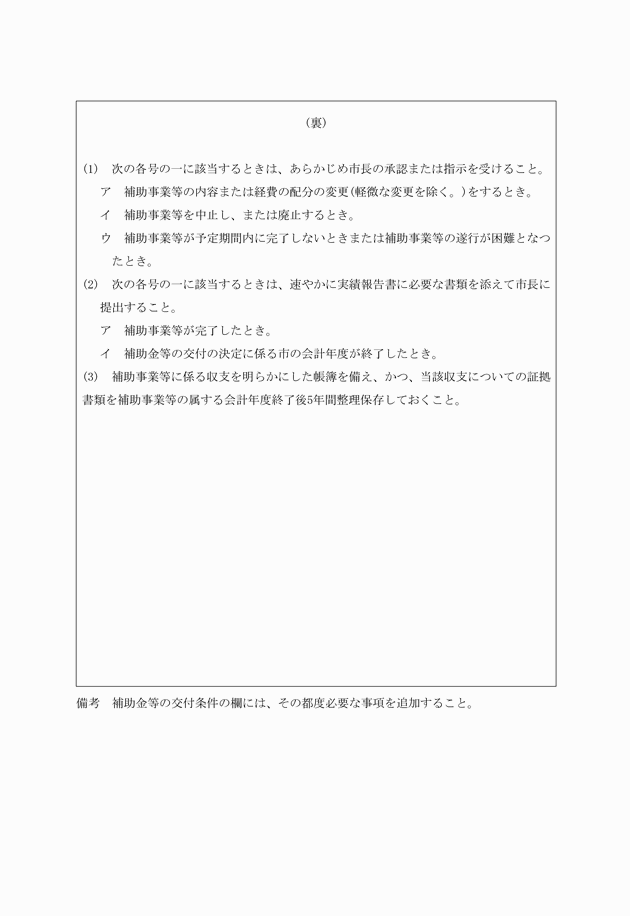 (裏)
(1)　次の各号の一に該当するときは、あらかじめ市長の承認または指示を受けること。
ア　補助事業等の内容または経費の配分の変更(軽微な変更を除く。)をするとき。
イ　補助事業等を中止し、または廃止するとき。
ウ　補助事業等が予定期間内に完了しないときまたは補助事業等の遂行が困難となつ
たとき。
(2)　次の各号の一に該当するときは、速やかに実績報告書に必要な書類を添えて市長に
提出すること。
ア　補助事業等が完了したとき。
イ　補助金等の交付の決定に係る市の会計年度が終了したとき。
(3)　補助事業等に係る収支を明らかにした帳簿を備え、かつ、当該収支についての証拠
書類を補助事業等の属する会計年度終了後5年間整理保存しておくこと。
備考　補助金等の交付条件の欄には、その都度必要な事項を追加すること。